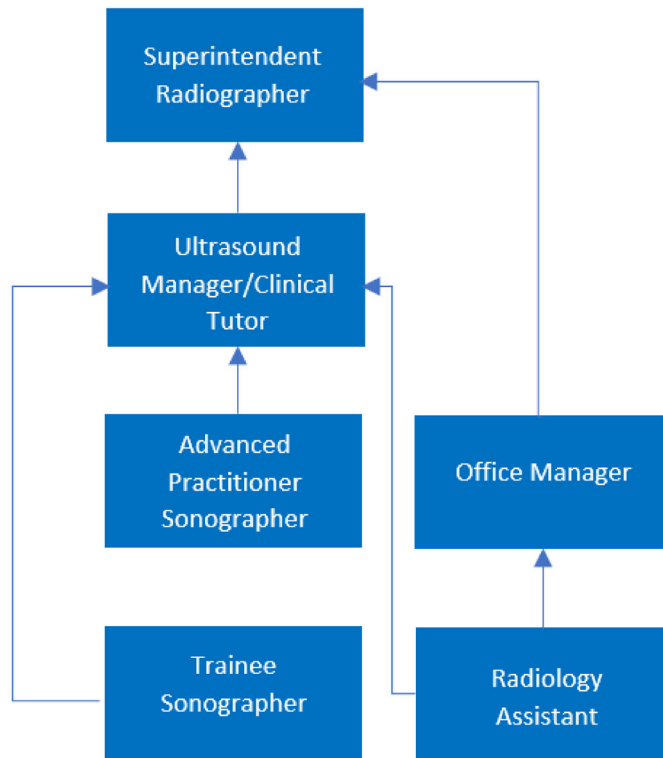 Superintendent
Radiographer
Ultrasound
Manager/Clinical
Tutor
Advanced
Practitioner
Sonographer
Office Manager
Trainee
Sonographer
Radiology
Assistant